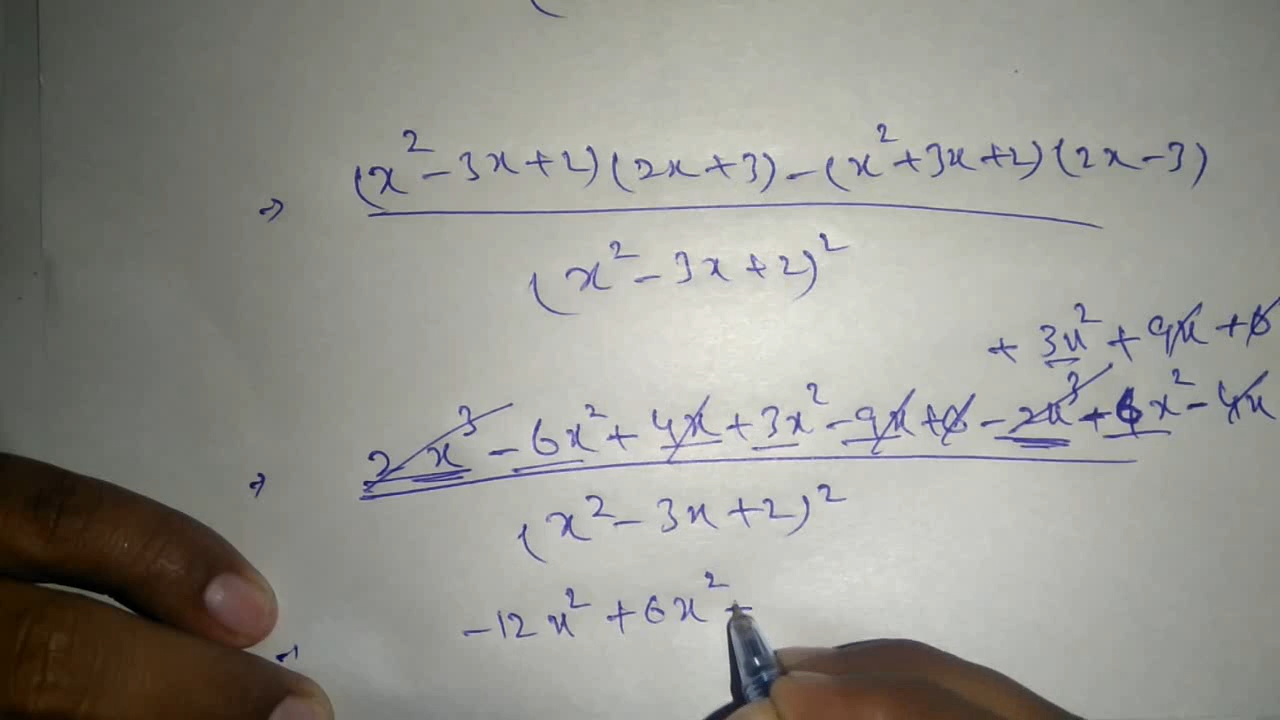 ⇒ (x² - 3x + 2)(2x + 3) - (x² + 3x + 2)(2x - 3)
(x² - 3x + 2)²
+ 3x² + 9x + 6
⇒ 2x³ - 6x² + 4x + 3x² - 9x + 6 - 2x³ + 6x² - 4x
(x² - 3x + 2)²
-12x² + 6x² +